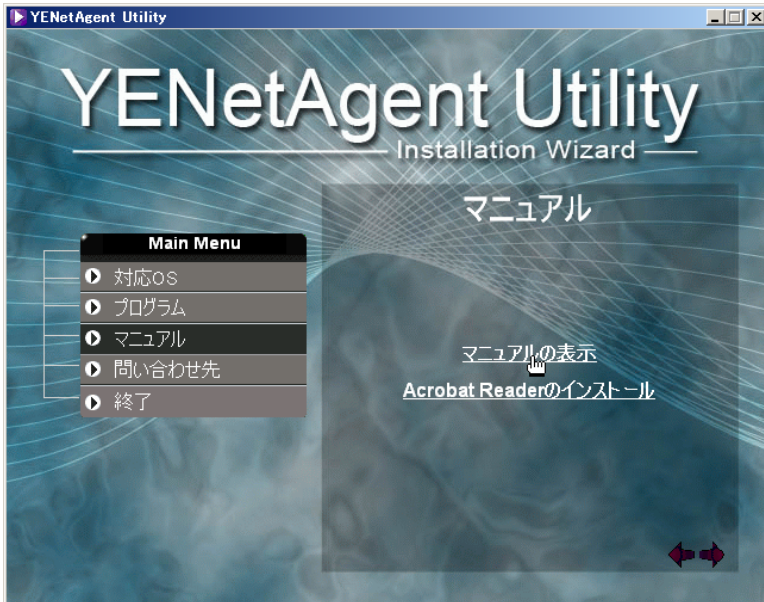 YENetAgent Utility
YENetAgent Utility
Installation Wizard
マニュアル
Main Menu
対応OS
プログラム
マニュアル
問い合わせ先
終了
マニュアルの表示
Acrobat Readerのインストール